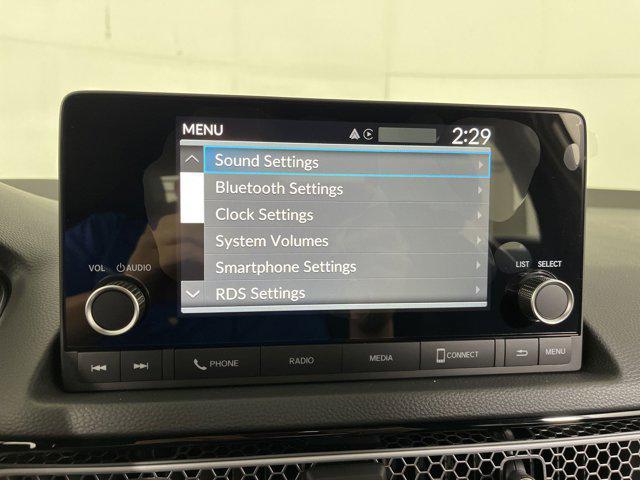 MENU 2:29
Sound Settings
Bluetooth Settings
Clock Settings
System Volumes
Smartphone Settings
RDS Settings
VOL AUDIO
LIST SELECT
PHONE RADIO MEDIA CONNECT MENU